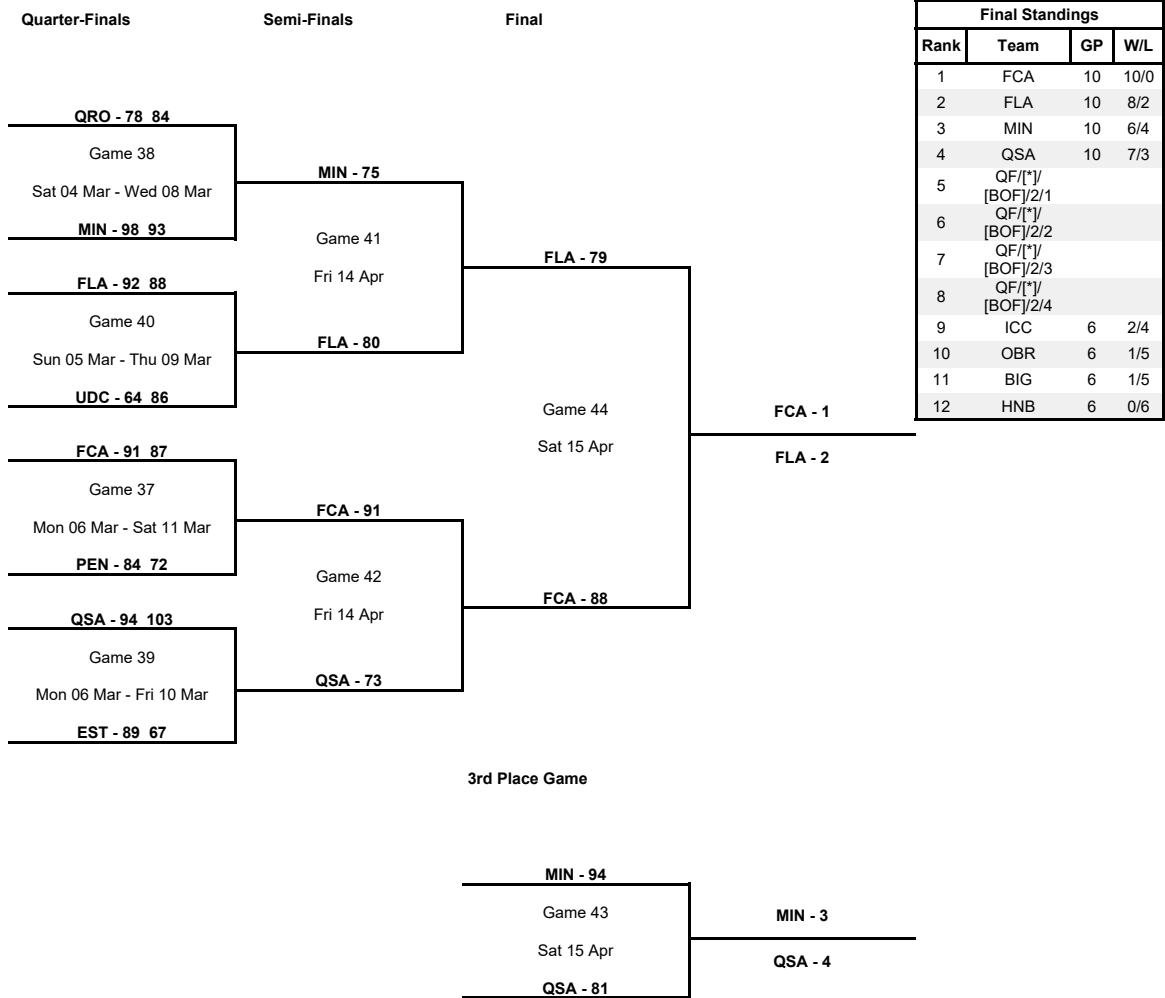 Quarter-Finals Semi-Finals Final
QRO - 78 84
Game 38
Sat 04 Mar - Wed 08 Mar
MIN - 98 93
FLA - 92 88
Game 40
Sun 05 Mar - Thu 09 Mar
UDC - 64 86
FCA - 91 87
Game 37
Mon 06 Mar - Sat 11 Mar
PEN - 84 72
QSA - 94 103
Game 39
Mon 06 Mar - Fri 10 Mar
EST - 89 67
MIN - 75
Game 41
Fri 14 Apr
FLA - 80
FCA - 91
Game 42
Fri 14 Apr
QSA - 73
FLA - 79
Game 44
Sat 15 Apr
FCA - 88
FCA - 1
FLA - 2
3rd Place Game
MIN - 94
Game 43
Sat 15 Apr
QSA - 81
MIN - 3
QSA - 4
Final Standings
Rank Team GP W/L
1 FCA 10 10/0
2 FLA 10 8/2
3 MIN 10 6/4
4 QSA 10 7/3
5 QF/[*]/
[BOF]/2/1
6 QF/[*]/
[BOF]/2/2
7 QF/[*]/
[BOF]/2/3
8 QF/[*]/
[BOF]/2/4
9 ICC 6 2/4
10 OBR 6 1/5
11 BIG 6 1/5
12 HNB 6 0/6